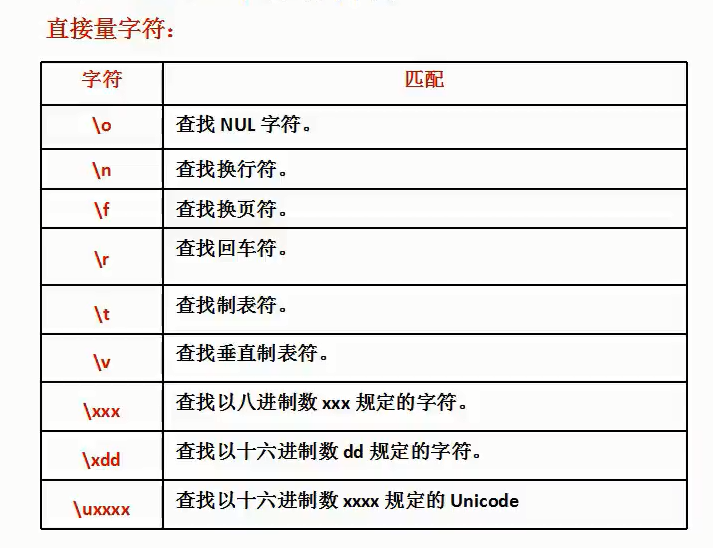 直接量字符：
字符 匹配
\o 查找 NUL 字符。
\n 查找换行符。
\f 查找换页符。
\r 查找回车符。
\t 查找制表符。
\v 查找垂直制表符。
\xxx 查找以八进制数 xxx 规定的字符。
\xdd 查找以十六进制数 dd 规定的字符。
\uxxxx 查找以十六进制数 xxxx 规定的 Unicode